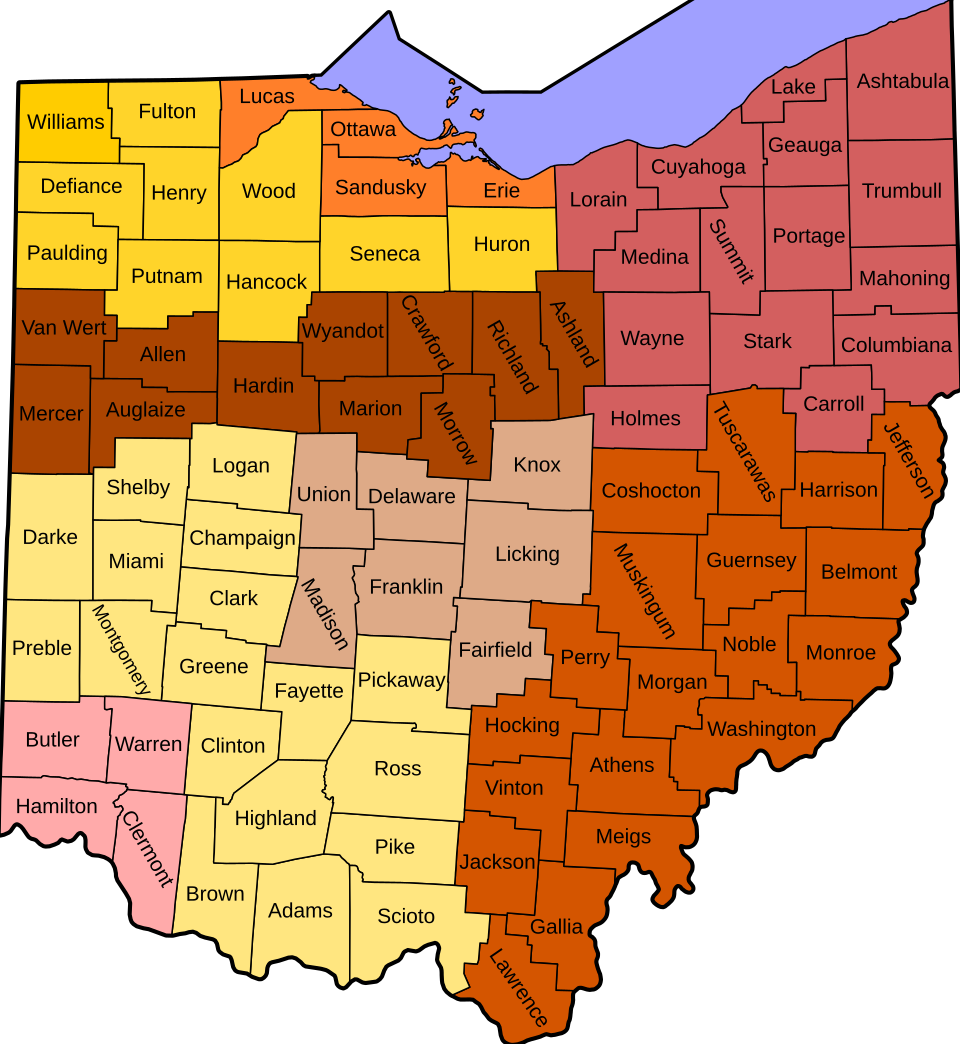 Lake
Ashtabula
Lucas
Fulton
Williams
Ottawa
Geauga
Cuyahoga
Defiance
Henry
Wood
Sandusky
Erie
Lorain
Trumbull
Portage
Summit
Paulding
Seneca
Huron
Medina
Putnam
Hancock
Mahoning
Van Wert
Wyandot
Crawford
Richland
Ashland
Wayne
Stark
Columbiana
Allen
Hardin
Mercer
Auglaize
Marion
Morrow
Holmes
Carroll
Tuscarawas
Jefferson
Logan
Knox
Shelby
Union
Delaware
Coshocton
Harrison
Darke
Champaign
Licking
Miami
Guernsey
Belmont
Franklin
Clark
Madison
Muskingum
Preble
Montgomery
Greene
Fairfield
Perry
Noble
Monroe
Fayette
Pickaway
Morgan
Butler
Warren
Clinton
Hocking
Washington
Ross
Athens
Vinton
Hamilton
Highland
Clermont
Pike
Meigs
Jackson
Brown
Adams
Scioto
Gallia
Lawrence